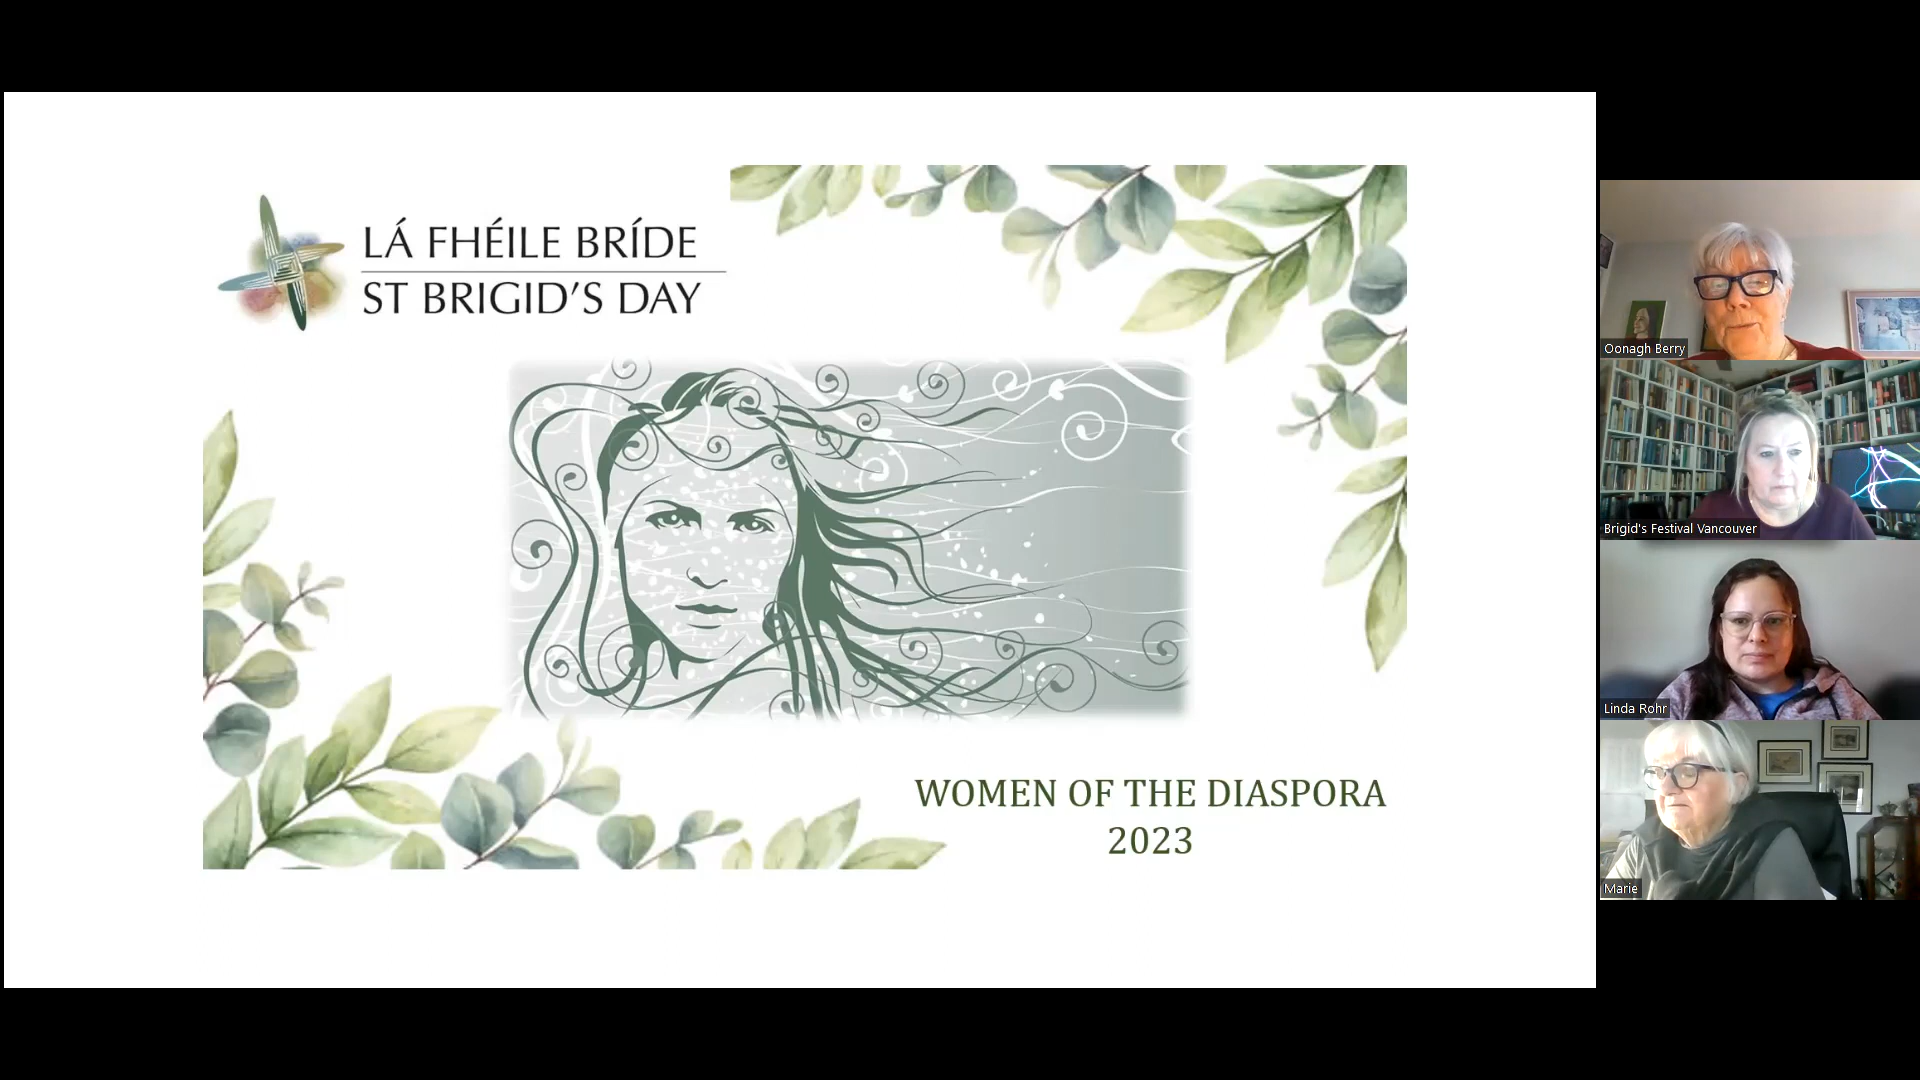 LÁ FHÉILE BRÍDE
ST BRIGID'S DAY
WOMEN OF THE DIASPORA
2023
Oonagh Berry
Brigid's Festival Vancouver
Linda Rohr
Marie